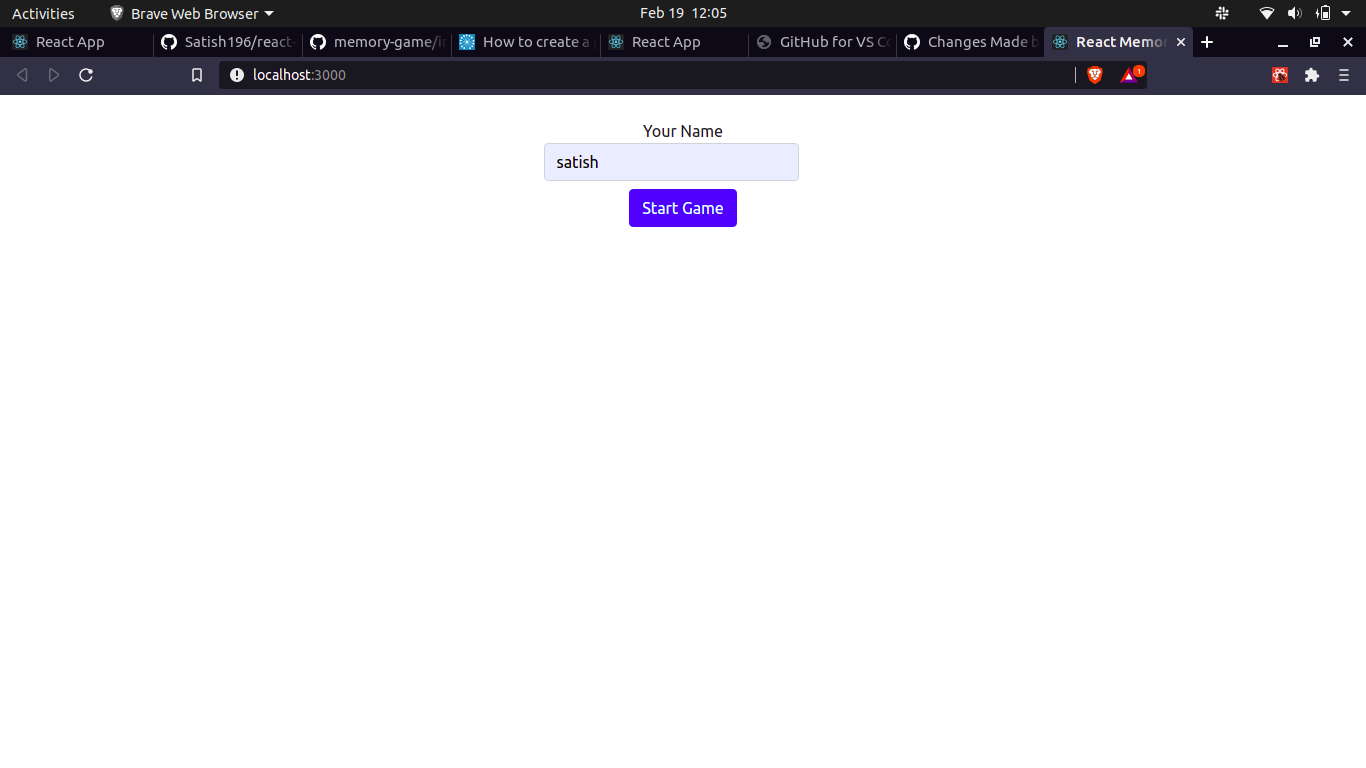 Activities Brave Web Browser Feb 19 12:05
React App Satish196/react- memory-game/i How to create a React App GitHub for VS Co Changes Made b React Memor
localhost:3000 1
Your Name
satish
Start Game